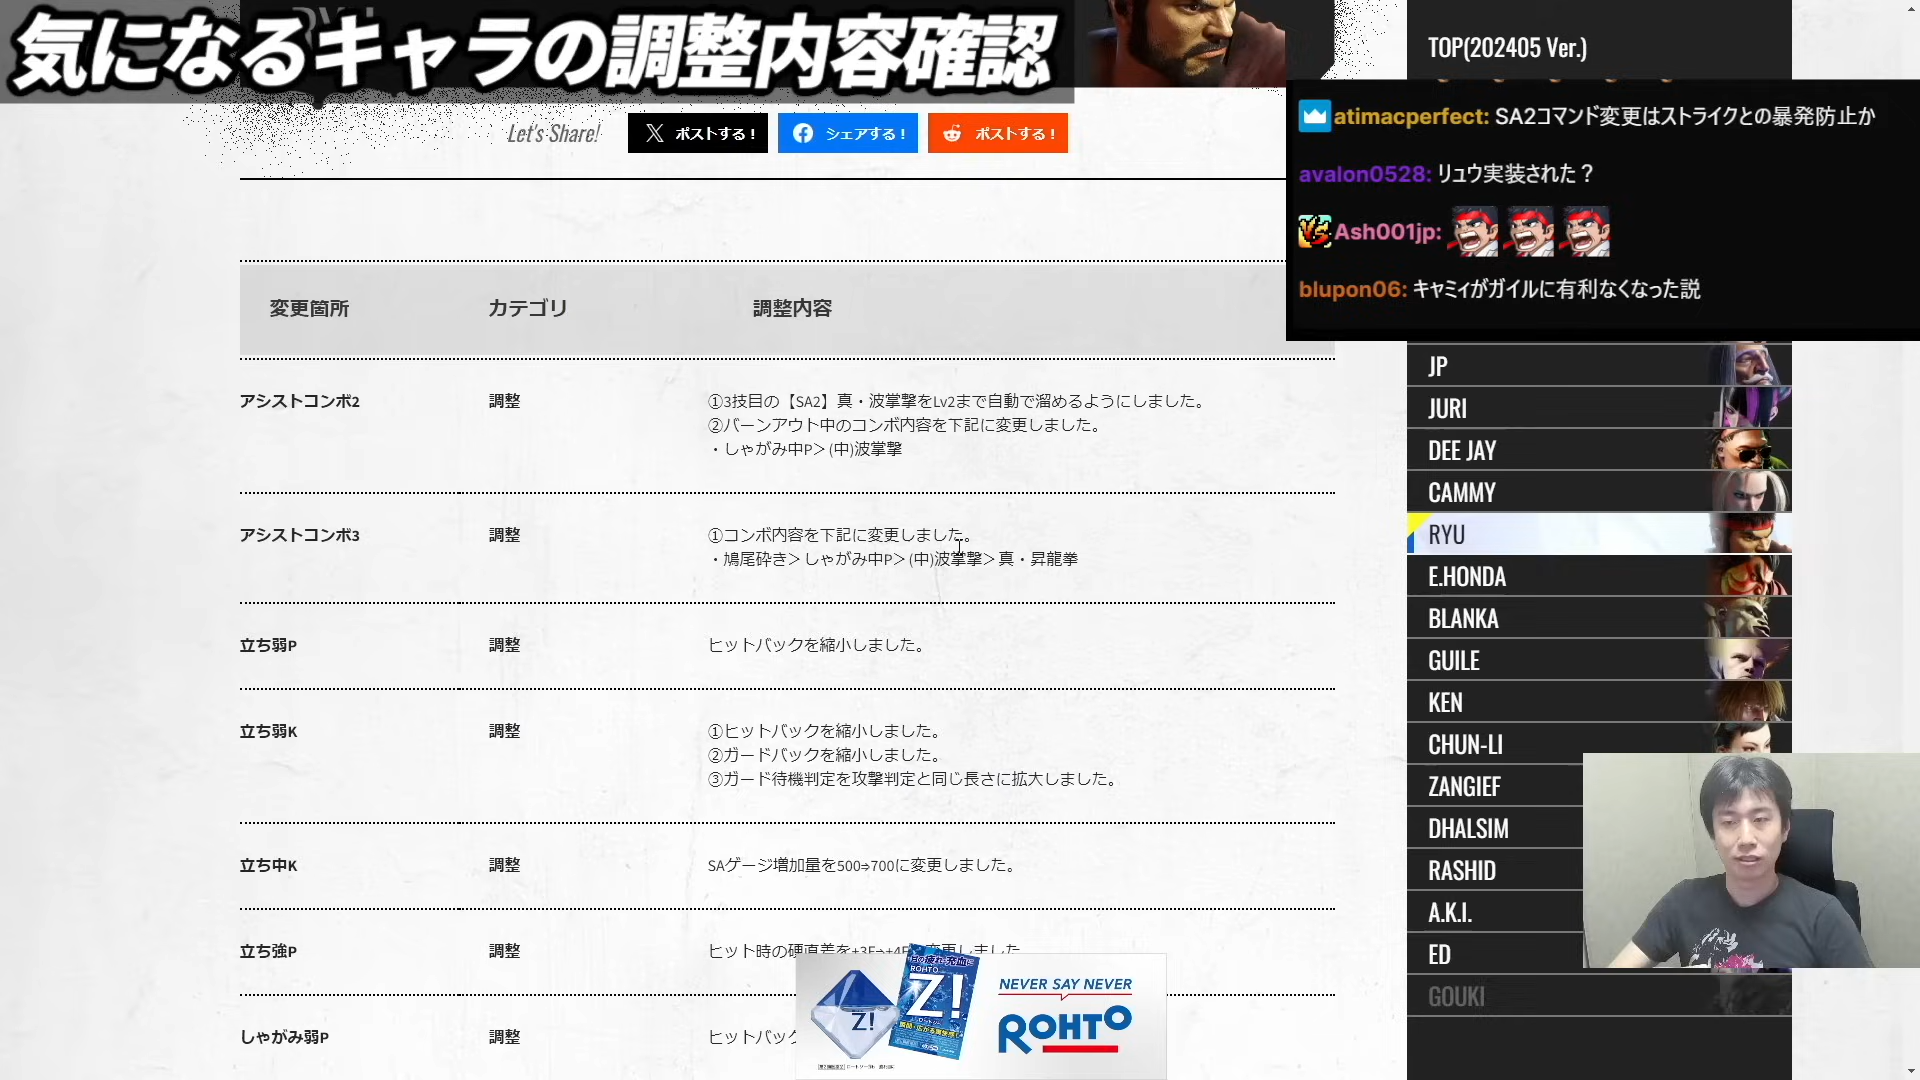 気になるキャラの調整内容確認
TOP(202405 Ver.)
Let's Share!
ポストする！
シェアする！
ポストする！
atimacperfect: SA2コマンド変更はストライクとの暴発防止か
avalon0528: リュウ実装された？
Ash001jp:
blupon06: キャミィがガイルに有利なくなった説
変更箇所
カテゴリ
調整内容
アシストコンボ2
調整
①3技目の【SA2】真・波掌撃をLv2まで自動で溜めるようにしました。
②バーンアウト中のコンボ内容を下記に変更しました。
・しゃがみ中P＞(中)波掌撃
アシストコンボ3
調整
①コンボ内容を下記に変更しました。
・鳩尾砕き＞しゃがみ中P＞(中)波掌撃＞真・昇龍拳
立ち弱P
調整
ヒットバックを縮小しました。
立ち弱K
調整
①ヒットバックを縮小しました。
②ガードバックを縮小しました。
③ガード待機判定を攻撃判定と同じ長さに拡大しました。
立ち中K
調整
SAゲージ増加量を500⇒700に変更しました。
立ち強P
調整
ヒット時の硬直差を+3F⇒+4Fに変更しました
しゃがみ弱P
調整
ヒットバック
JP
JURI
DEE JAY
CAMMY
RYU
E.HONDA
BLANKA
GUILE
KEN
CHUN-LI
ZANGIEF
DHALSIM
RASHID
A.K.I.
ED
GOUKI
ROHTO
Z!
Z!
NEVER SAY NEVER
ROHTO